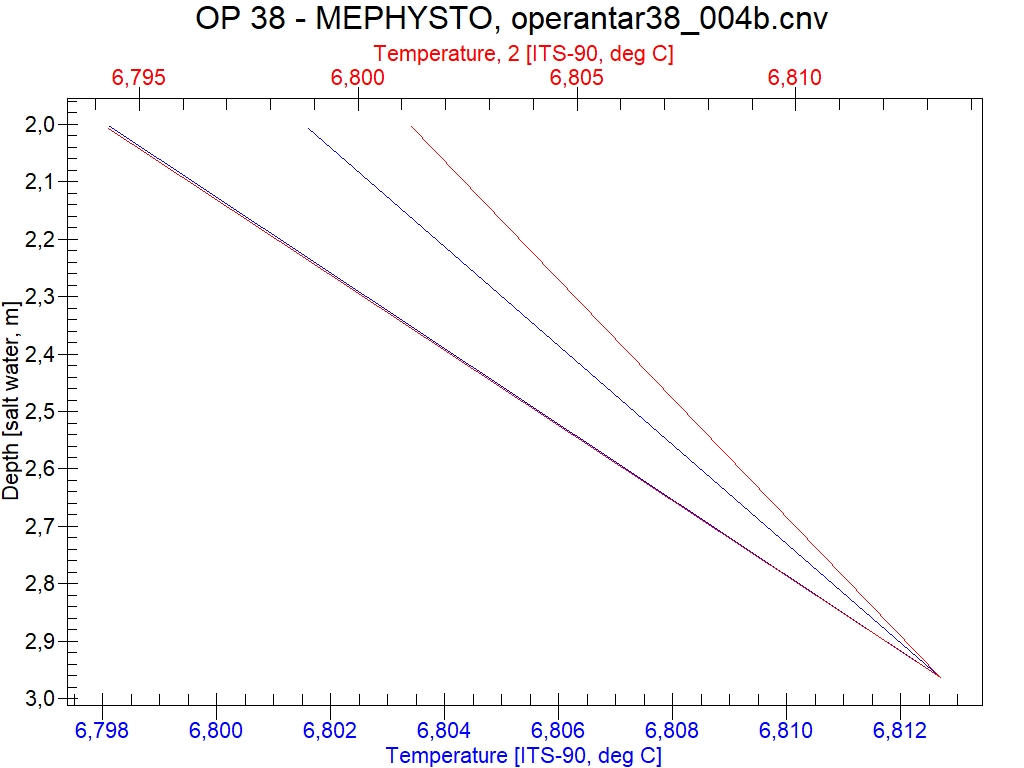 OP 38 - MEPHYSTO, operantar38_004b.cnv
Temperature, 2 [ITS-90, deg C]
6,795 6,800 6,805 6,810
2,0
2,1
2,2
2,3
2,4
2,5
2,6
2,7
2,8
2,9
3,0
Depth [salt water, m]
6,798 6,800 6,802 6,804 6,806 6,808 6,810 6,812
Temperature [ITS-90, deg C]